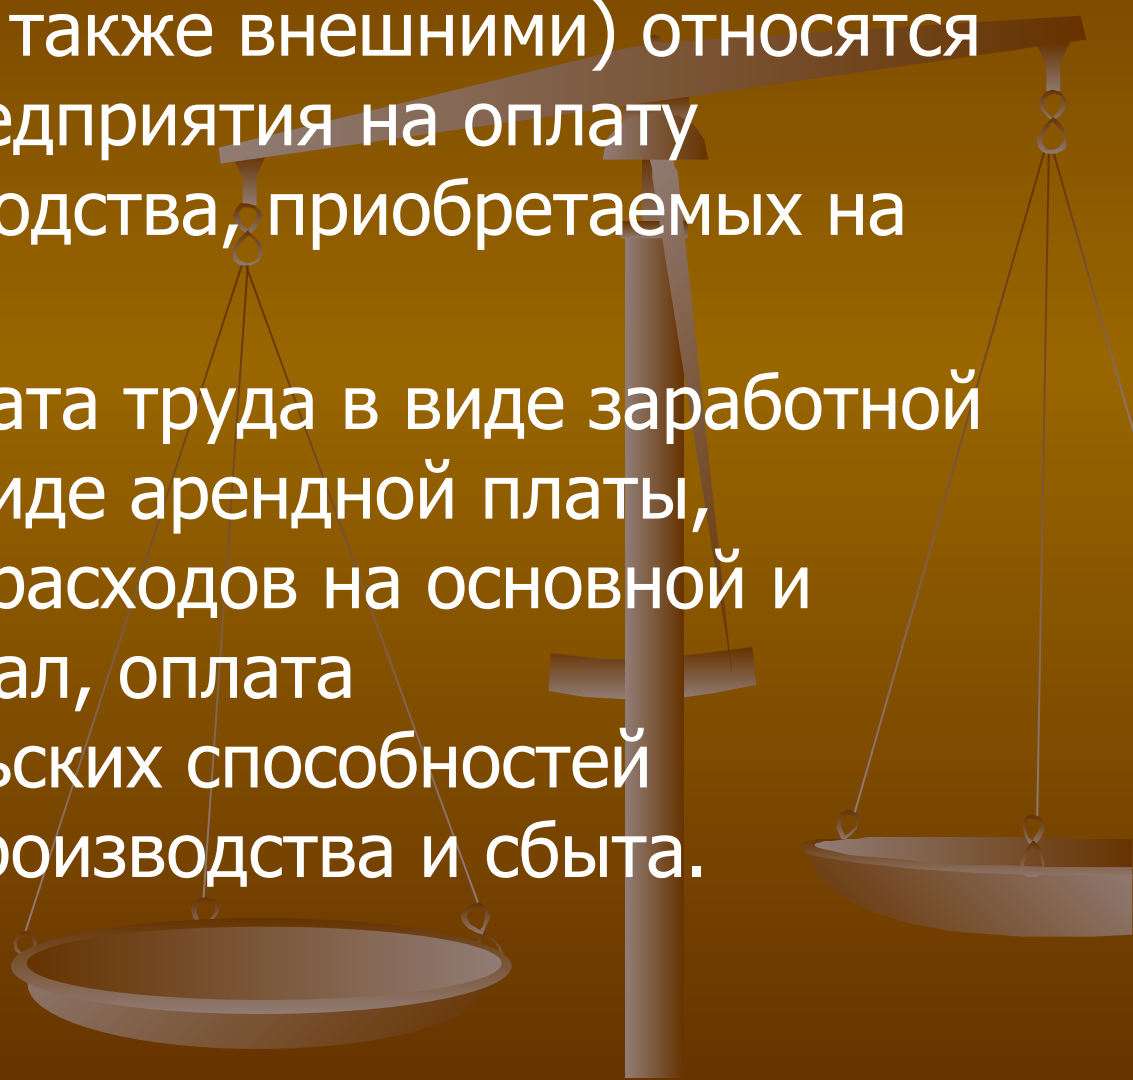 также внешними) относятся
едприятия на оплату
одства, приобретаемых на
ата труда в виде заработной
иде арендной платы,
расходов на основной и
ал, оплата
ьских способностей
роизводства и сбыта.